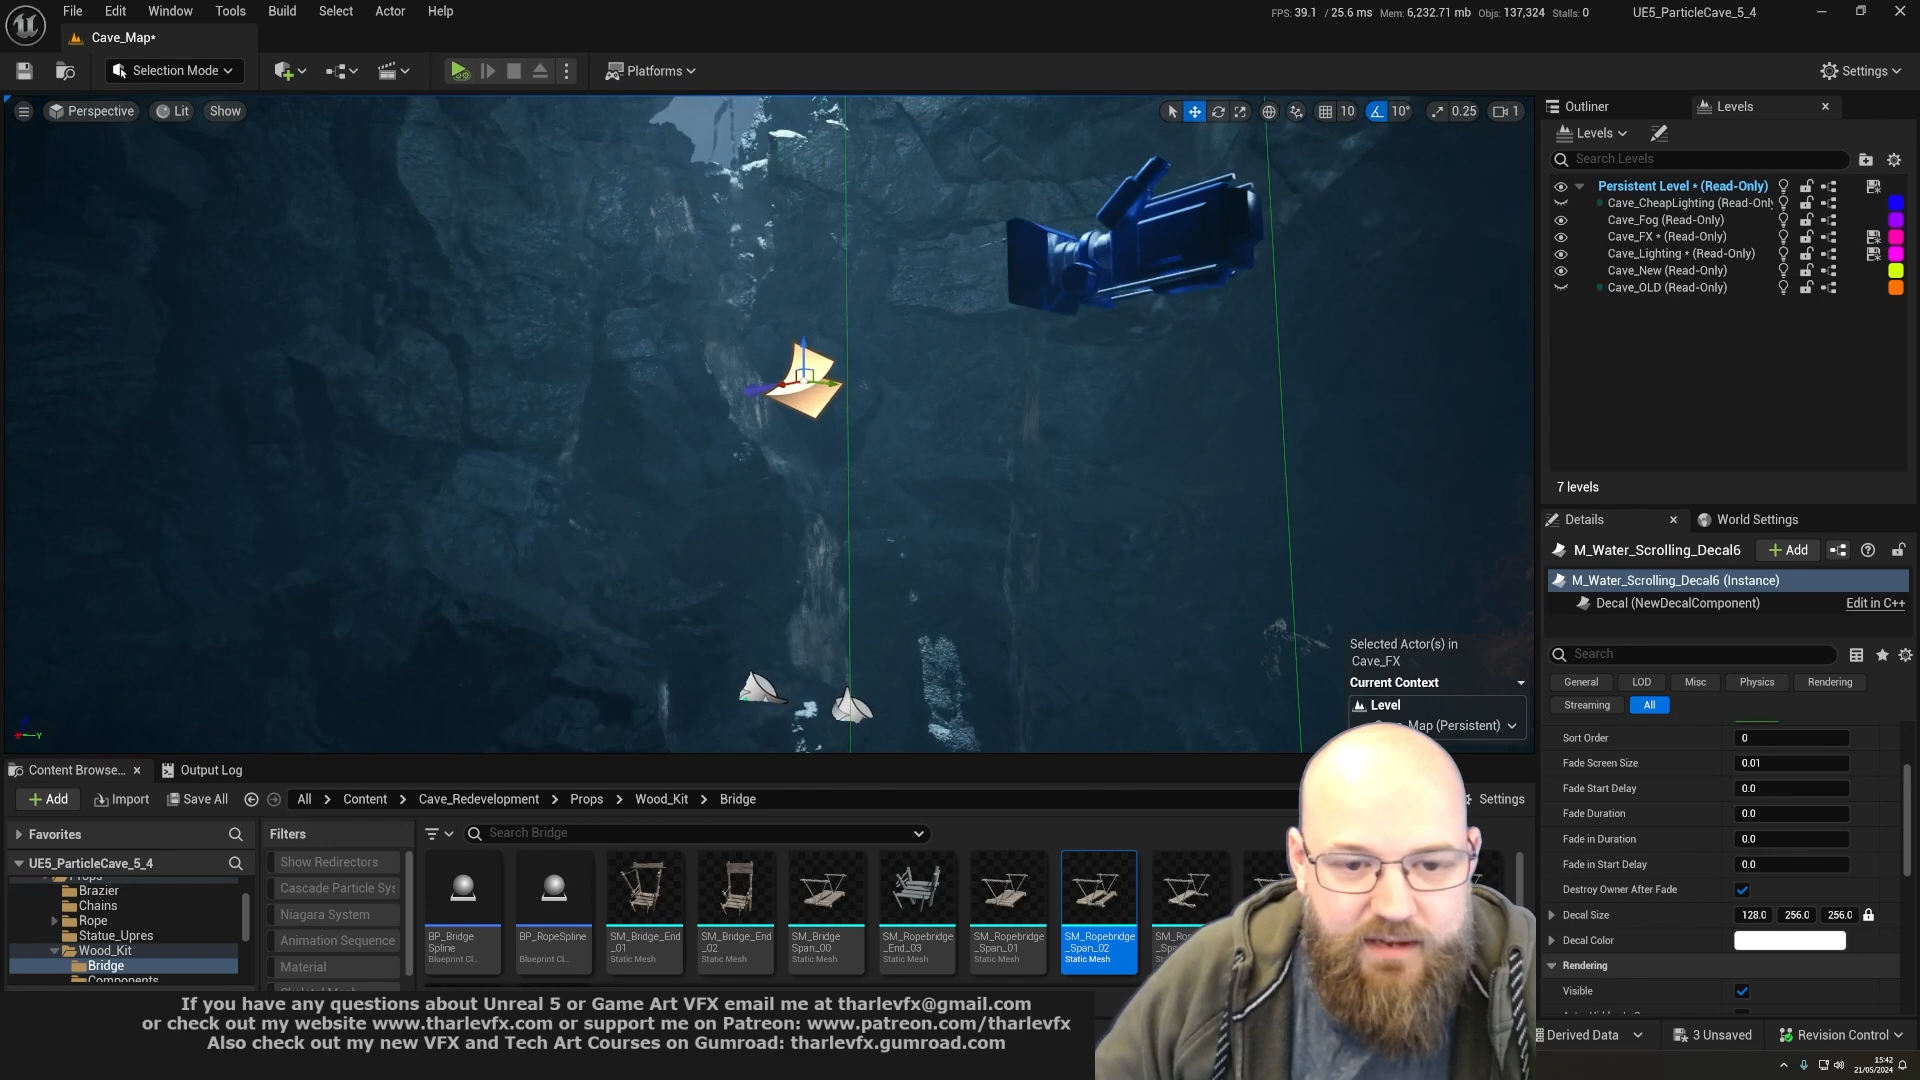 File Edit Window Tools Build Select Actor Help
FPS: 39.1 / 25.6 ms Mem: 6,232.71 mb Objs: 137,324 Stalls: 0
UE5_ParticleCave_5_4
Cave_Map*
Selection Mode
Platforms
Settings
Perspective Lit Show
10 10° 0.25 1
Outliner Levels
Levels
Search Levels
Persistent Level * (Read-Only)
Cave_CheapLighting (Read-Only
Cave_Fog (Read-Only)
Cave_FX * (Read-Only)
Cave_Lighting * (Read-Only)
Cave_New (Read-Only)
Cave_OLD (Read-Only)
7 levels
Details World Settings
M_Water_Scrolling_Decal6 Add
M_Water_Scrolling_Decal6 (Instance)
Decal (NewDecalComponent) Edit in C++
Search
General LOD Misc Physics Rendering
Streaming All
Sort Order 0
Fade Screen Size 0.01
Fade Start Delay 0.0
Fade Duration 0.0
Fade in Duration 0.0
Fade in Start Delay 0.0
Destroy Owner After Fade
Decal Size 128.0 256.0 256.0
Decal Color
Rendering
Visible
Selected Actor(s) in
Cave_FX
Current Context
Level
Map (Persistent)
Y
Content Browse... Output Log
Add Import Save All All Content Cave_Redevelopment Props Wood_Kit Bridge Settings
Favorites
UE5_ParticleCave_5_4
Props
Brazier
Chains
Rope
Statue_Upres
Wood_Kit
Bridge
Components
Filters
Show Redirectors
Cascade Particle Sys
Niagara System
Animation Sequence
Material
Search Bridge
BP_Bridge Spline Blueprint Cl...
BP_RopeSpline Blueprint Cl...
SM_Bridge_End _01 Static Mesh
SM_Bridge_End _02 Static Mesh
SM_Bridge Span_00 Static Mesh
SM_Ropebridge _End_03 Static Mesh
SM_Ropebridge _Span_01 Static Mesh
SM_Ropebridge _Span_02 Static Mesh
Static Mesh
If you have any questions about Unreal 5 or Game Art VFX email me at tharlevfx@gmail.com
or check out my website www.tharlevfx.com or support me on Patreon: www.patreon.com/tharlevfx
Also check out my new VFX and Tech Art Courses on Gumroad: tharlevfx.gumroad.com
Derived Data 3 Unsaved Revision Control
15:42
21/05/2024